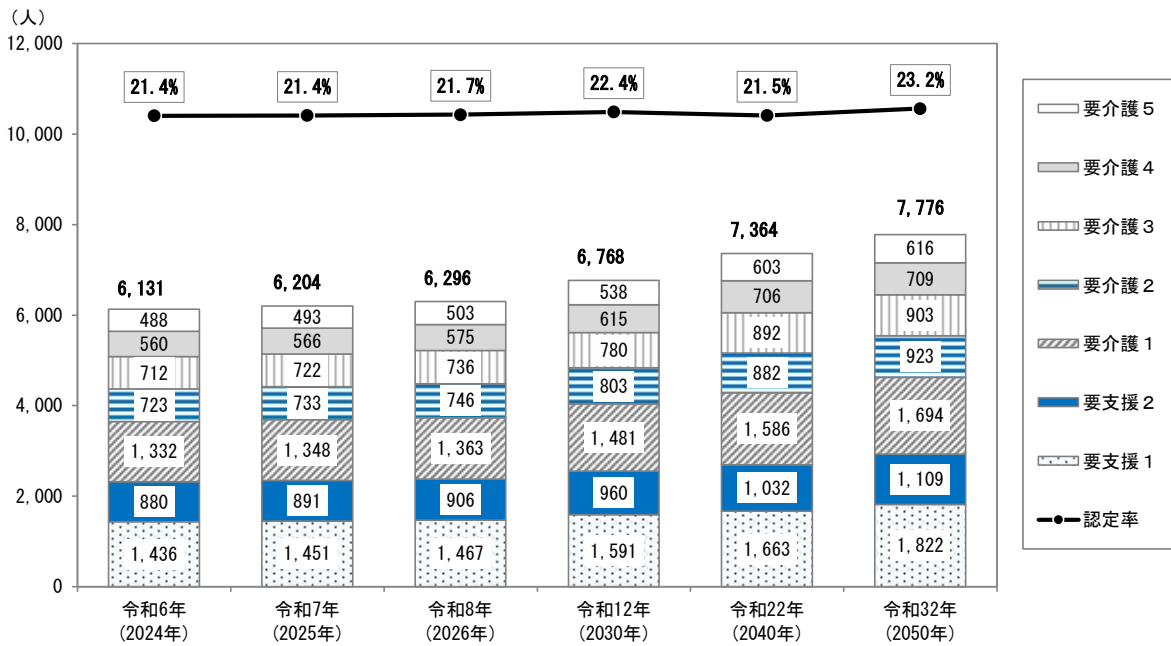 （人）
12,000
10,000
8,000
6,000
4,000
2,000
0
21.4%
21.4%
21.7%
22.4%
21.5%
23.2%
6,131
6,204
6,296
6,768
7,364
7,776
488
493
503
538
603
616
560
566
575
615
706
709
712
722
736
780
892
903
723
733
746
803
882
923
1,332
1,348
1,363
1,481
1,586
1,694
880
891
906
960
1,032
1,109
1,436
1,451
1,467
1,591
1,663
1,822
令和6年
（2024年）
令和7年
（2025年）
令和8年
（2026年）
令和12年
（2030年）
令和22年
（2040年）
令和32年
（2050年）
要介護５
要介護４
要介護３
要介護２
要介護１
要支援２
要支援１
認定率